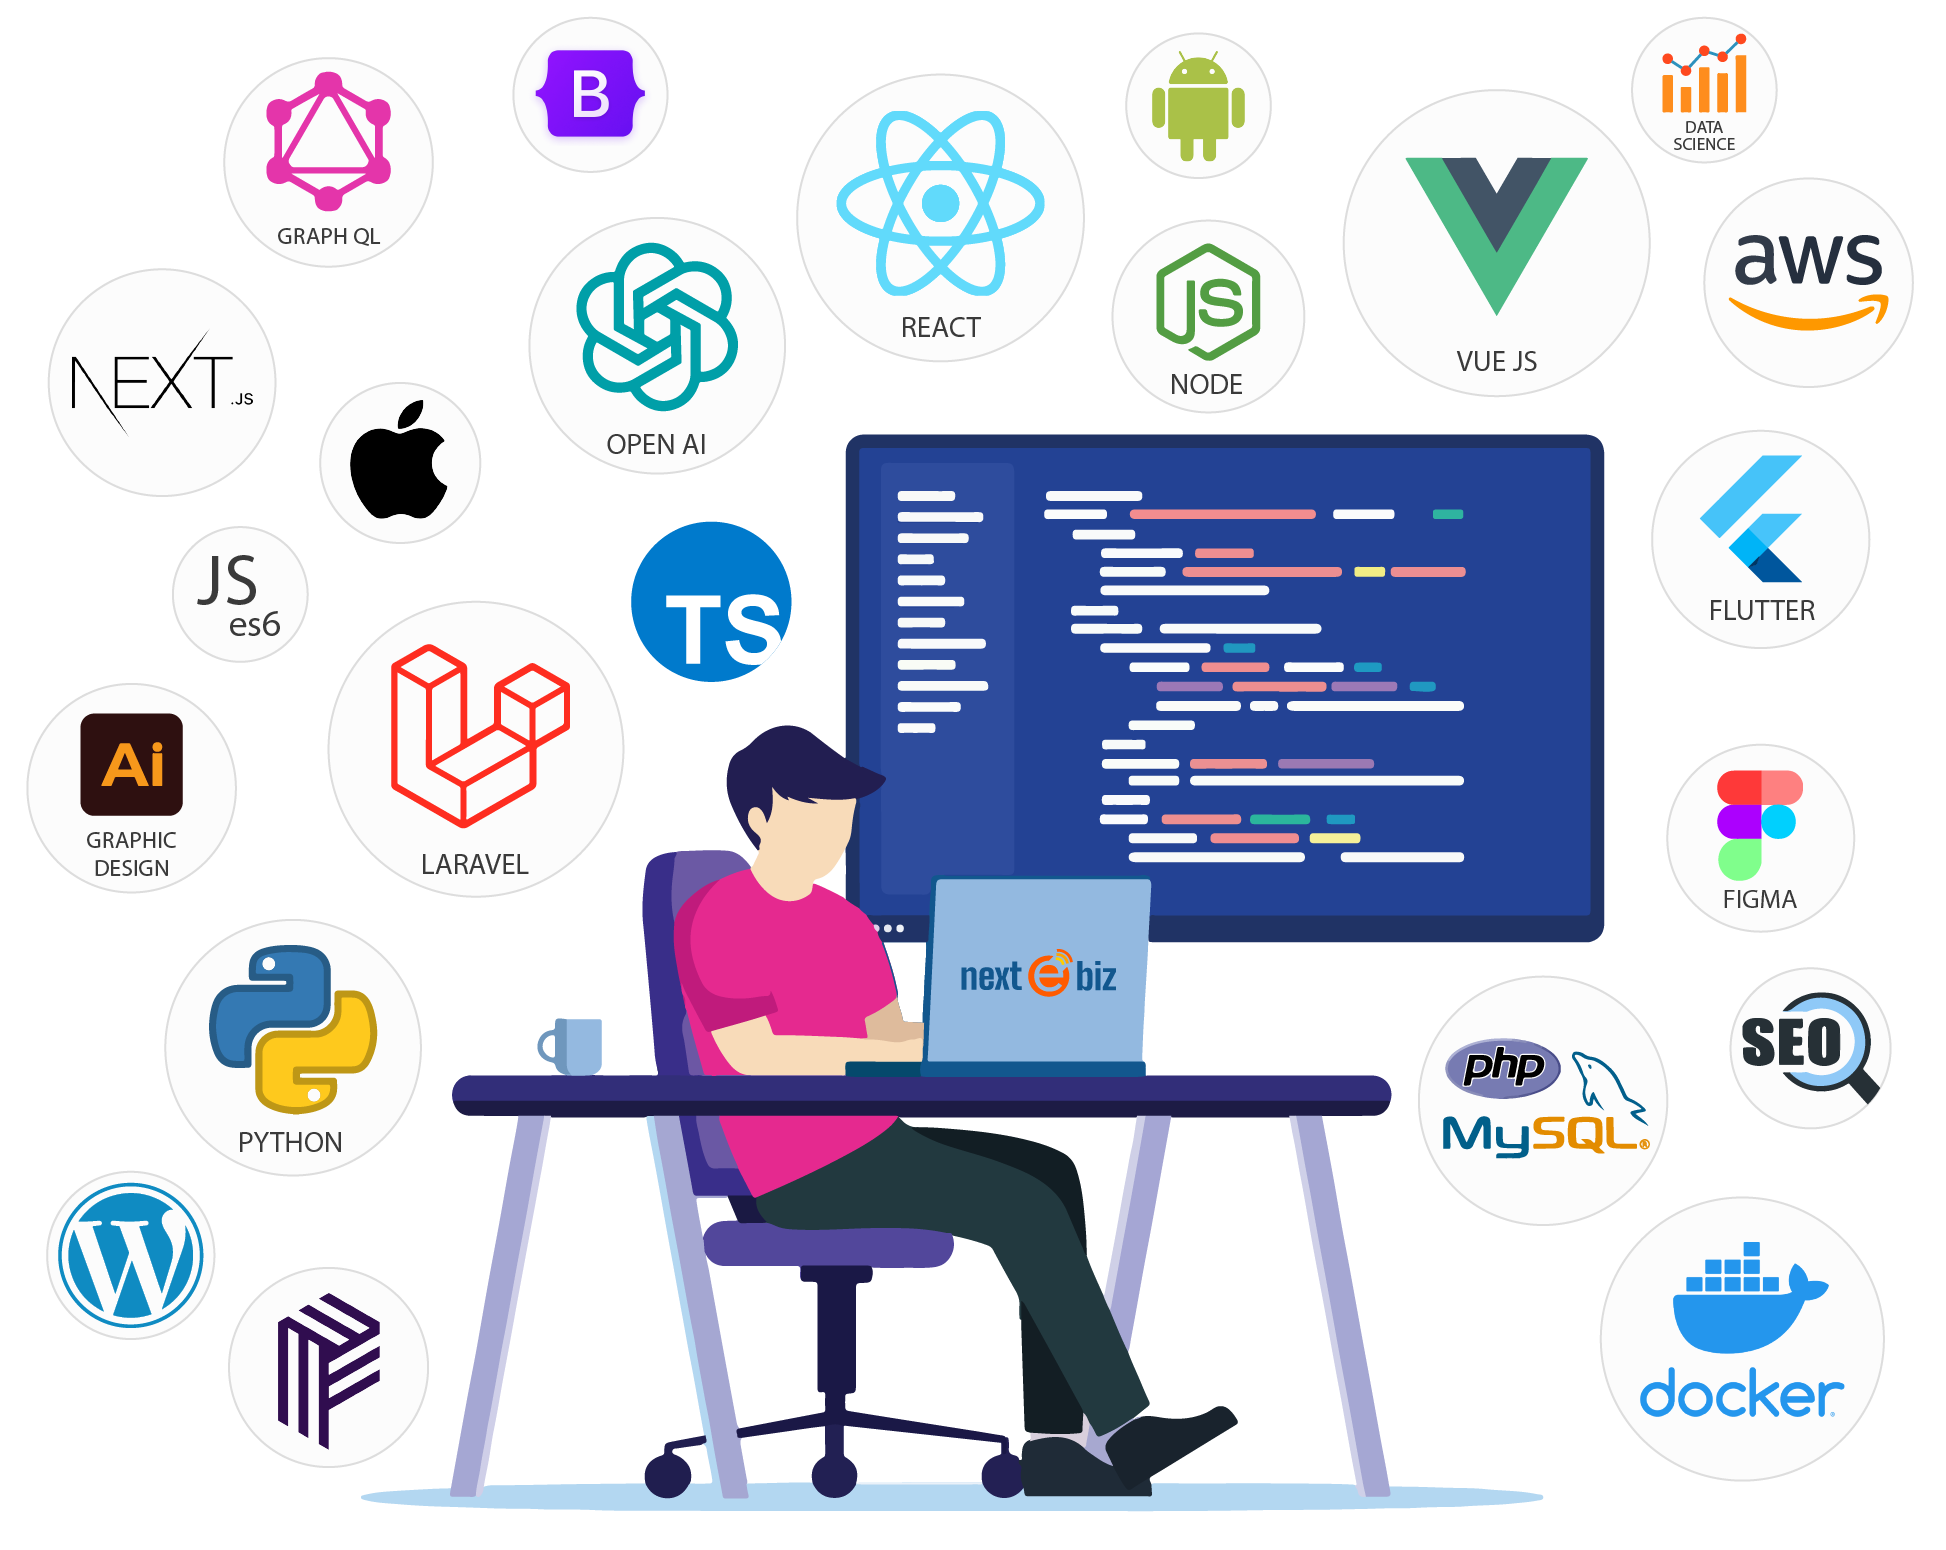 B
DATA
SCIENCE
GRAPH QL
REACT
NODE
JS
VUE JS
aws
NEXT.JS
OPEN AI
JS
es6
TS
FLUTTER
Ai
GRAPHIC
DESIGN
LARAVEL
FIGMA
next e biz
PYTHON
php
MySQL®
SEO
W
docker